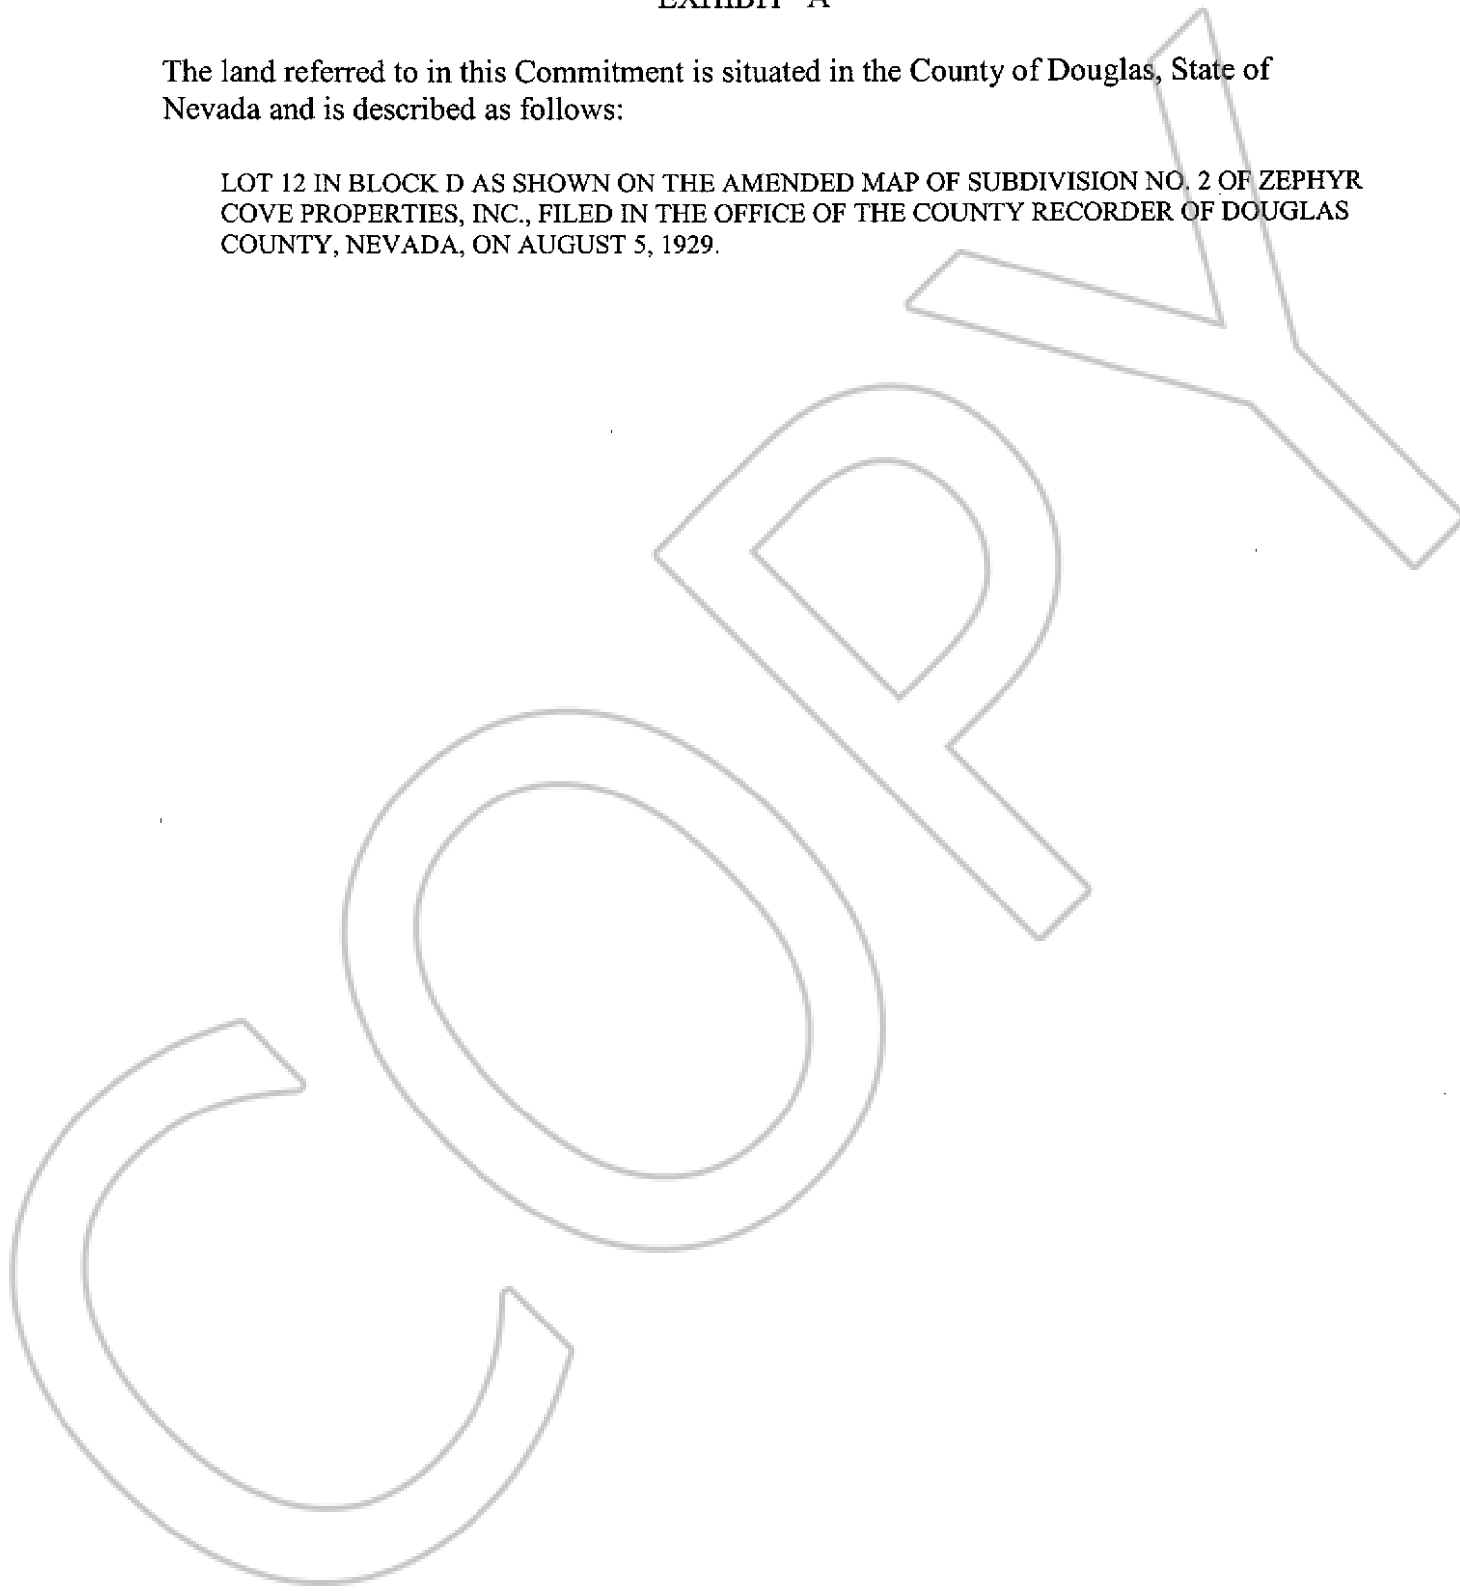 EXHIBIT "A"
The land referred to in this Commitment is situated in the County of Douglas, State of
Nevada and is described as follows:
LOT 12 IN BLOCK D AS SHOWN ON THE AMENDED MAP OF SUBDIVISION NO. 2 OF ZEPHYR
COVE PROPERTIES, INC., FILED IN THE OFFICE OF THE COUNTY RECORDER OF DOUGLAS
COUNTY, NEVADA, ON AUGUST 5, 1929.
COPY